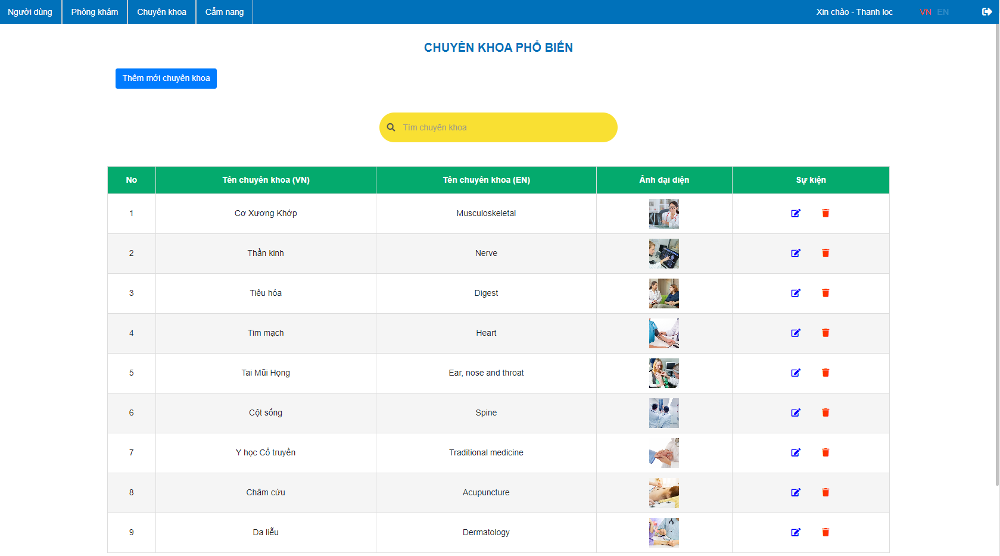 Người dùng Phòng khám Chuyên khoa Cẩm nang Xin chào - Thanh loc VN EN
CHUYÊN KHOA PHỔ BIẾN
Thêm mới chuyên khoa
Tìm chuyên khoa
No Tên chuyên khoa (VN) Tên chuyên khoa (EN) Ảnh đại diện Sự kiện
1 Cơ Xương Khớp Musculoskeletal
2 Thần kinh Nerve
3 Tiêu hóa Digest
4 Tim mạch Heart
5 Tai Mũi Họng Ear, nose and throat
6 Cột sống Spine
7 Y học Cổ truyền Traditional medicine
8 Châm cứu Acupuncture
9 Da liễu Dermatology